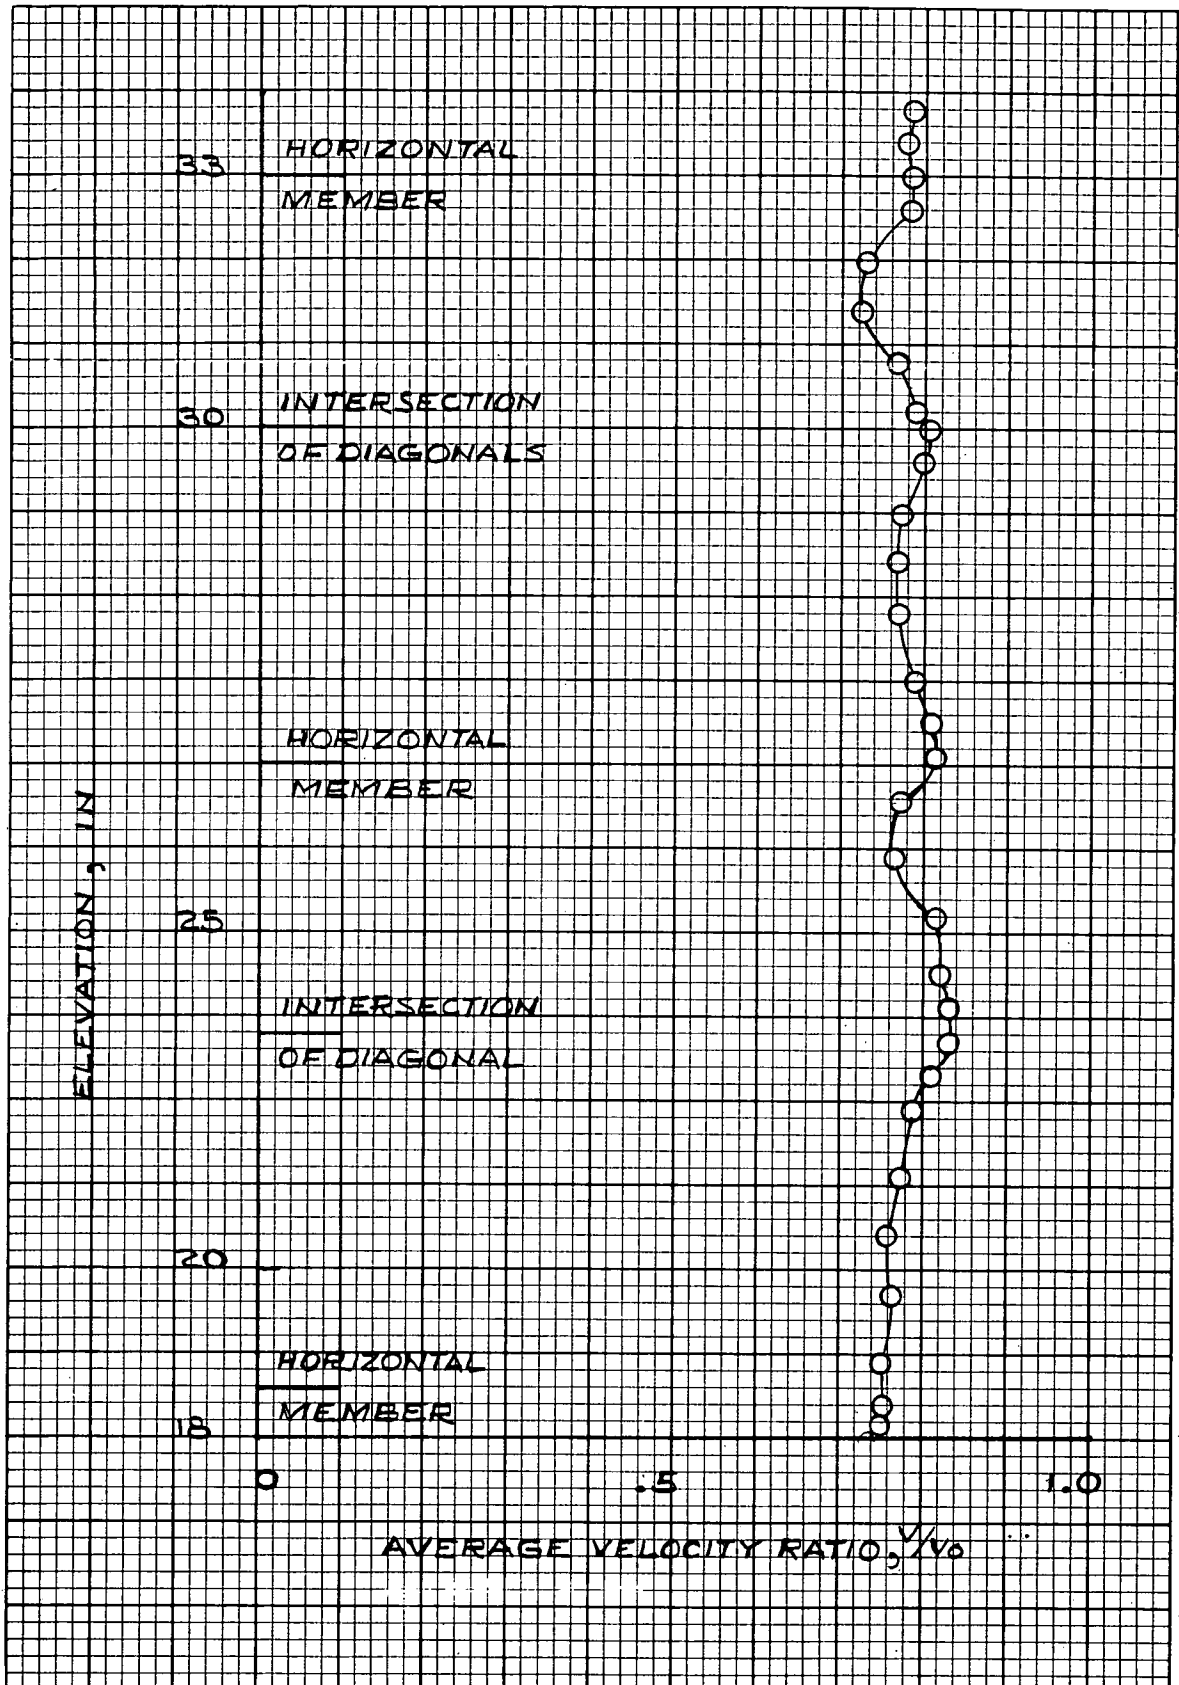 HORIZONTAL
33
MEMBER
INTERSECTION
30
OF DIAGONALS
HORIZONTAL
MEMBER
ELEVATION, IN
25
INTERSECTION
OF DIAGONAL
20
HORIZONTAL
MEMBER
18
0 .5 1.0
AVERAGE VELOCITY RATIO, V/V0